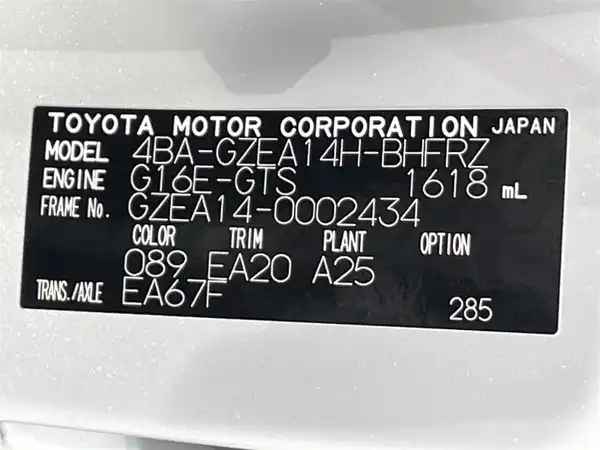 TOYOTA MOTOR CORPORATION JAPAN
MODEL 4BA-GZEA14H-BHFRZ
ENGINE G16E-GTS 1618 mL
FRAME No. GZEA14-0002434
COLOR TRIM PLANT OPTION
089 EA20 A25
TRANS./AXLE EA67F
285